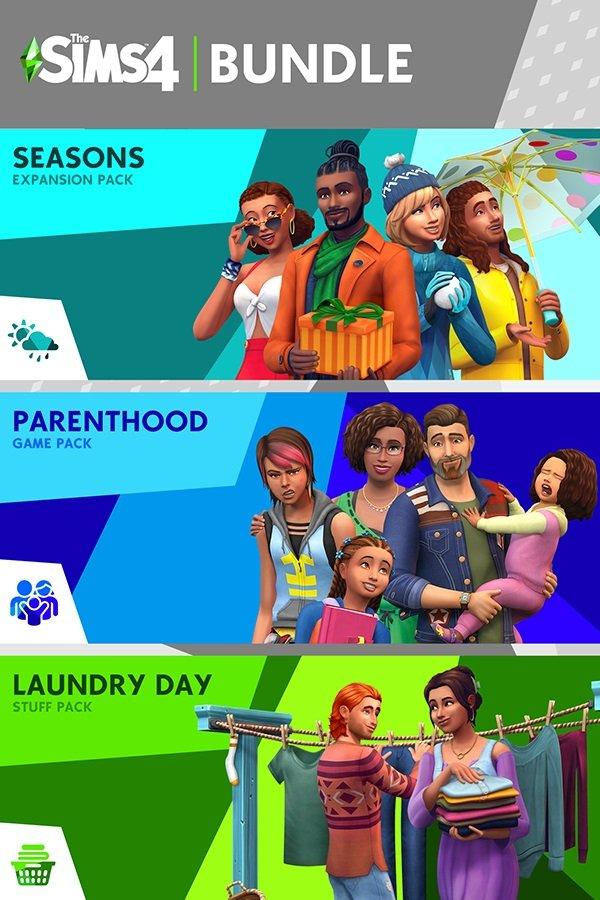 The SiMS4 | BUNDLE
SEASONS
EXPANSION PACK
PARENTHOOD
GAME PACK
LAUNDRY DAY
STUFF PACK